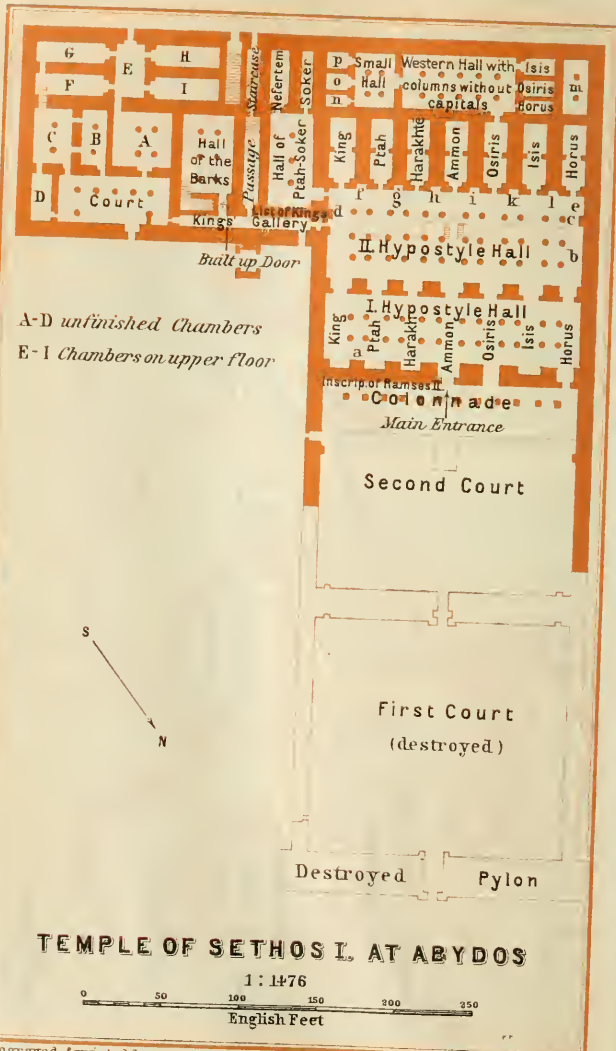 G
H
E
F
I
C
B
A
D
Court
Hall
of the
Barks
Passage
Staircase
Nefertem
Soker
Hall of
Ptah-Soker
P
o
n
Small
Hall
Western Hall with
columns without
capitals
Isis
Osiris
Horus
m
King
Ptah
Harakhte
Ammon
Osiris
Isis
Horus
List of Kings
Kings' Gallery
Built up Door
d
f
g
h
i
k
l
e
c
b
II. Hypostyle Hall
I. Hypostyle Hall
King
a
Ptah
Harakht
Ammon
Osiris
Isis
Horus
Inscrip. of Ramses II.
Colonnade
Main Entrance
A-D unfinished Chambers
E-I Chambers on upper floor
Second Court
S
N
First Court
(destroyed)
Destroyed Pylon
TEMPLE OF SETHOS I. AT ABYDOS
1 : 1476
0 50 100 150 200 250
English Feet